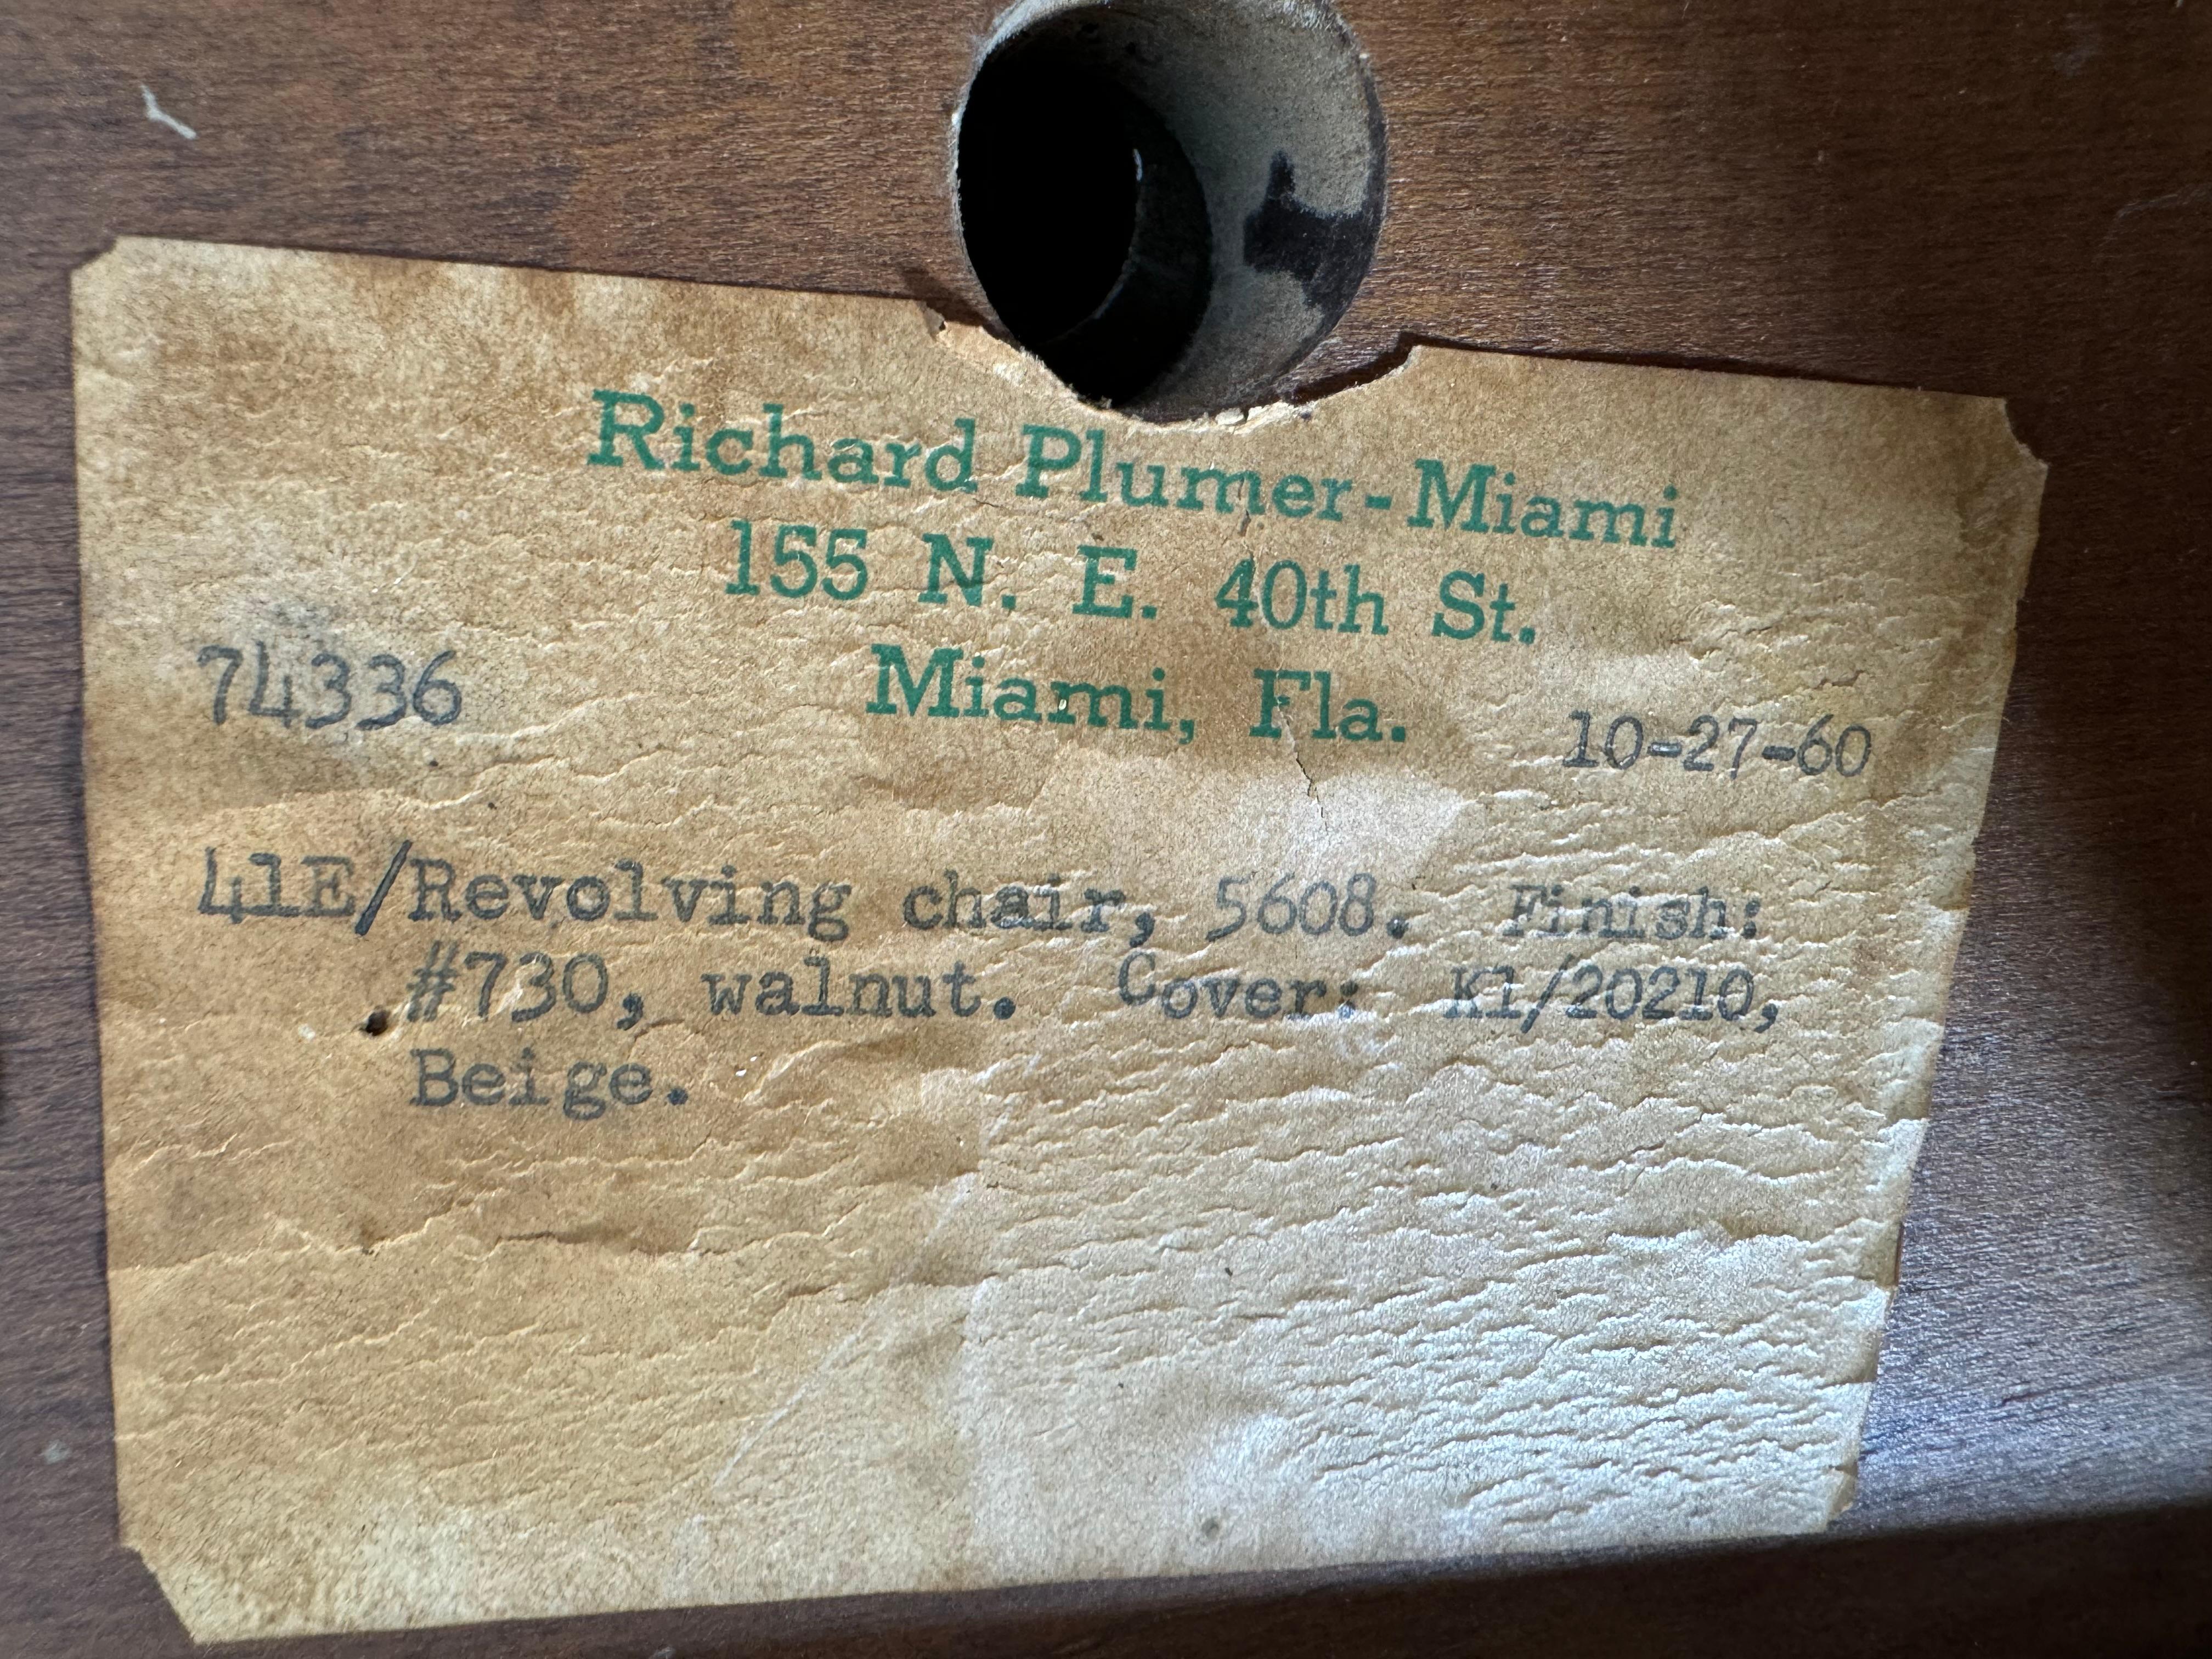 Richard Plumer-Miami
155 N. E. 40th St.
Miami, Fla.
74336
10-27-60
41E/Revolving chair, 5608. Finish:
#730, walnut. Cover: K1/20210,
Beige.